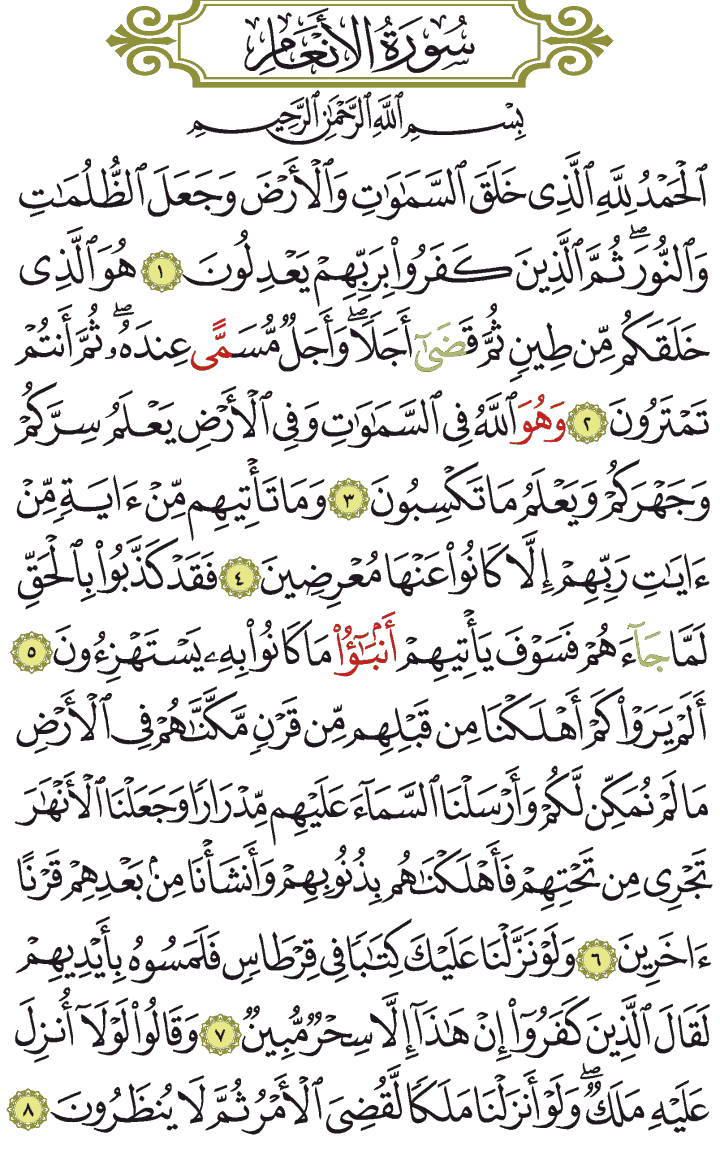 سُورَةُ الأَنْعَامِ
بِسْمِ ٱللَّهِ ٱلرَّحْمَٰنِ ٱلرَّحِيمِ
ٱلْحَمْدُ لِلَّهِ ٱلَّذِى خَلَقَ ٱلسَّمَٰوَٰتِ وَٱلْأَرْضَ وَجَعَلَ ٱلظُّلُمَٰتِ
وَٱلنُّورَ ۖ ثُمَّ ٱلَّذِينَ كَفَرُوا۟ بِرَبِّهِمْ يَعْدِلُونَ ١ هُوَ ٱلَّذِى
خَلَقَكُم مِّن طِينٍ ثُمَّ قَضَىٰٓ أَجَلًا ۖ وَأَجَلٌ مُّسَمًّى عِندَهُۥ ۖ ثُمَّ أَنتُمْ
تَمْتَرُونَ ٢ وَهُوَ ٱللَّهُ فِى ٱلسَّمَٰوَٰتِ وَفِى ٱلْأَرْضِ يَعْلَمُ سِرَّكُمْ
وَجَهْرَكُمْ وَيَعْلَمُ مَا تَكْسِبُونَ ٣ وَمَا تَأْتِيهِم مِّنْ ءَايَةٍ مِّنْ
ءَايَٰتِ رَبِّهِمْ إِلَّا كَانُوا۟ عَنْهَا مُعْرِضِينَ ٤ فَقَدْ كَذَّبُوا۟ بِٱلْحَقِّ
لَمَّا جَآءَهُمْ فَسَوْفَ يَأْتِيهِمْ أَنۢبَٰٓؤُا۟ مَا كَانُوا۟ بِهِۦ يَسْتَهْزِءُونَ ٥
أَلَمْ يَرَوْا۟ كَمْ أَهْلَكْنَا مِن قَبْلِهِم مِّن قَرْنٍ مَّكَّنَّٰهُمْ فِى ٱلْأَرْضِ
مَا لَمْ نُمَكِّن لَّكُمْ وَأَرْسَلْنَا ٱلسَّمَآءَ عَلَيْهِم مِّدْرَارًا وَجَعَلْنَا ٱلْأَنْهَٰرَ
تَجْرِى مِن تَحْتِهِمْ فَأَهْلَكْنَٰهُم بِذُنُوبِهِمْ وَأَنشَأْنَا مِنۢ بَعْدِهِمْ قَرْنًا
ءَاخَرِينَ ٦ وَلَوْ نَزَّلْنَا عَلَيْكَ كِتَٰبًا فِى قِرْطَاسٍ فَلَمَسُوهُ بِأَيْدِيهِمْ
لَقَالَ ٱلَّذِينَ كَفَرُوٓا۟ إِنْ هَٰذَآ إِلَّا سِحْرٌ مُّبِينٌ ٧ وَقَالُوا۟ لَوْلَآ أُنزِلَ
عَلَيْهِ مَلَكٌ ۖ وَلَوْ أَنزَلْنَا مَلَكًا لَّقُضِىَ ٱلْأَمْرُ ثُمَّ لَا يُنظَرُونَ ٨